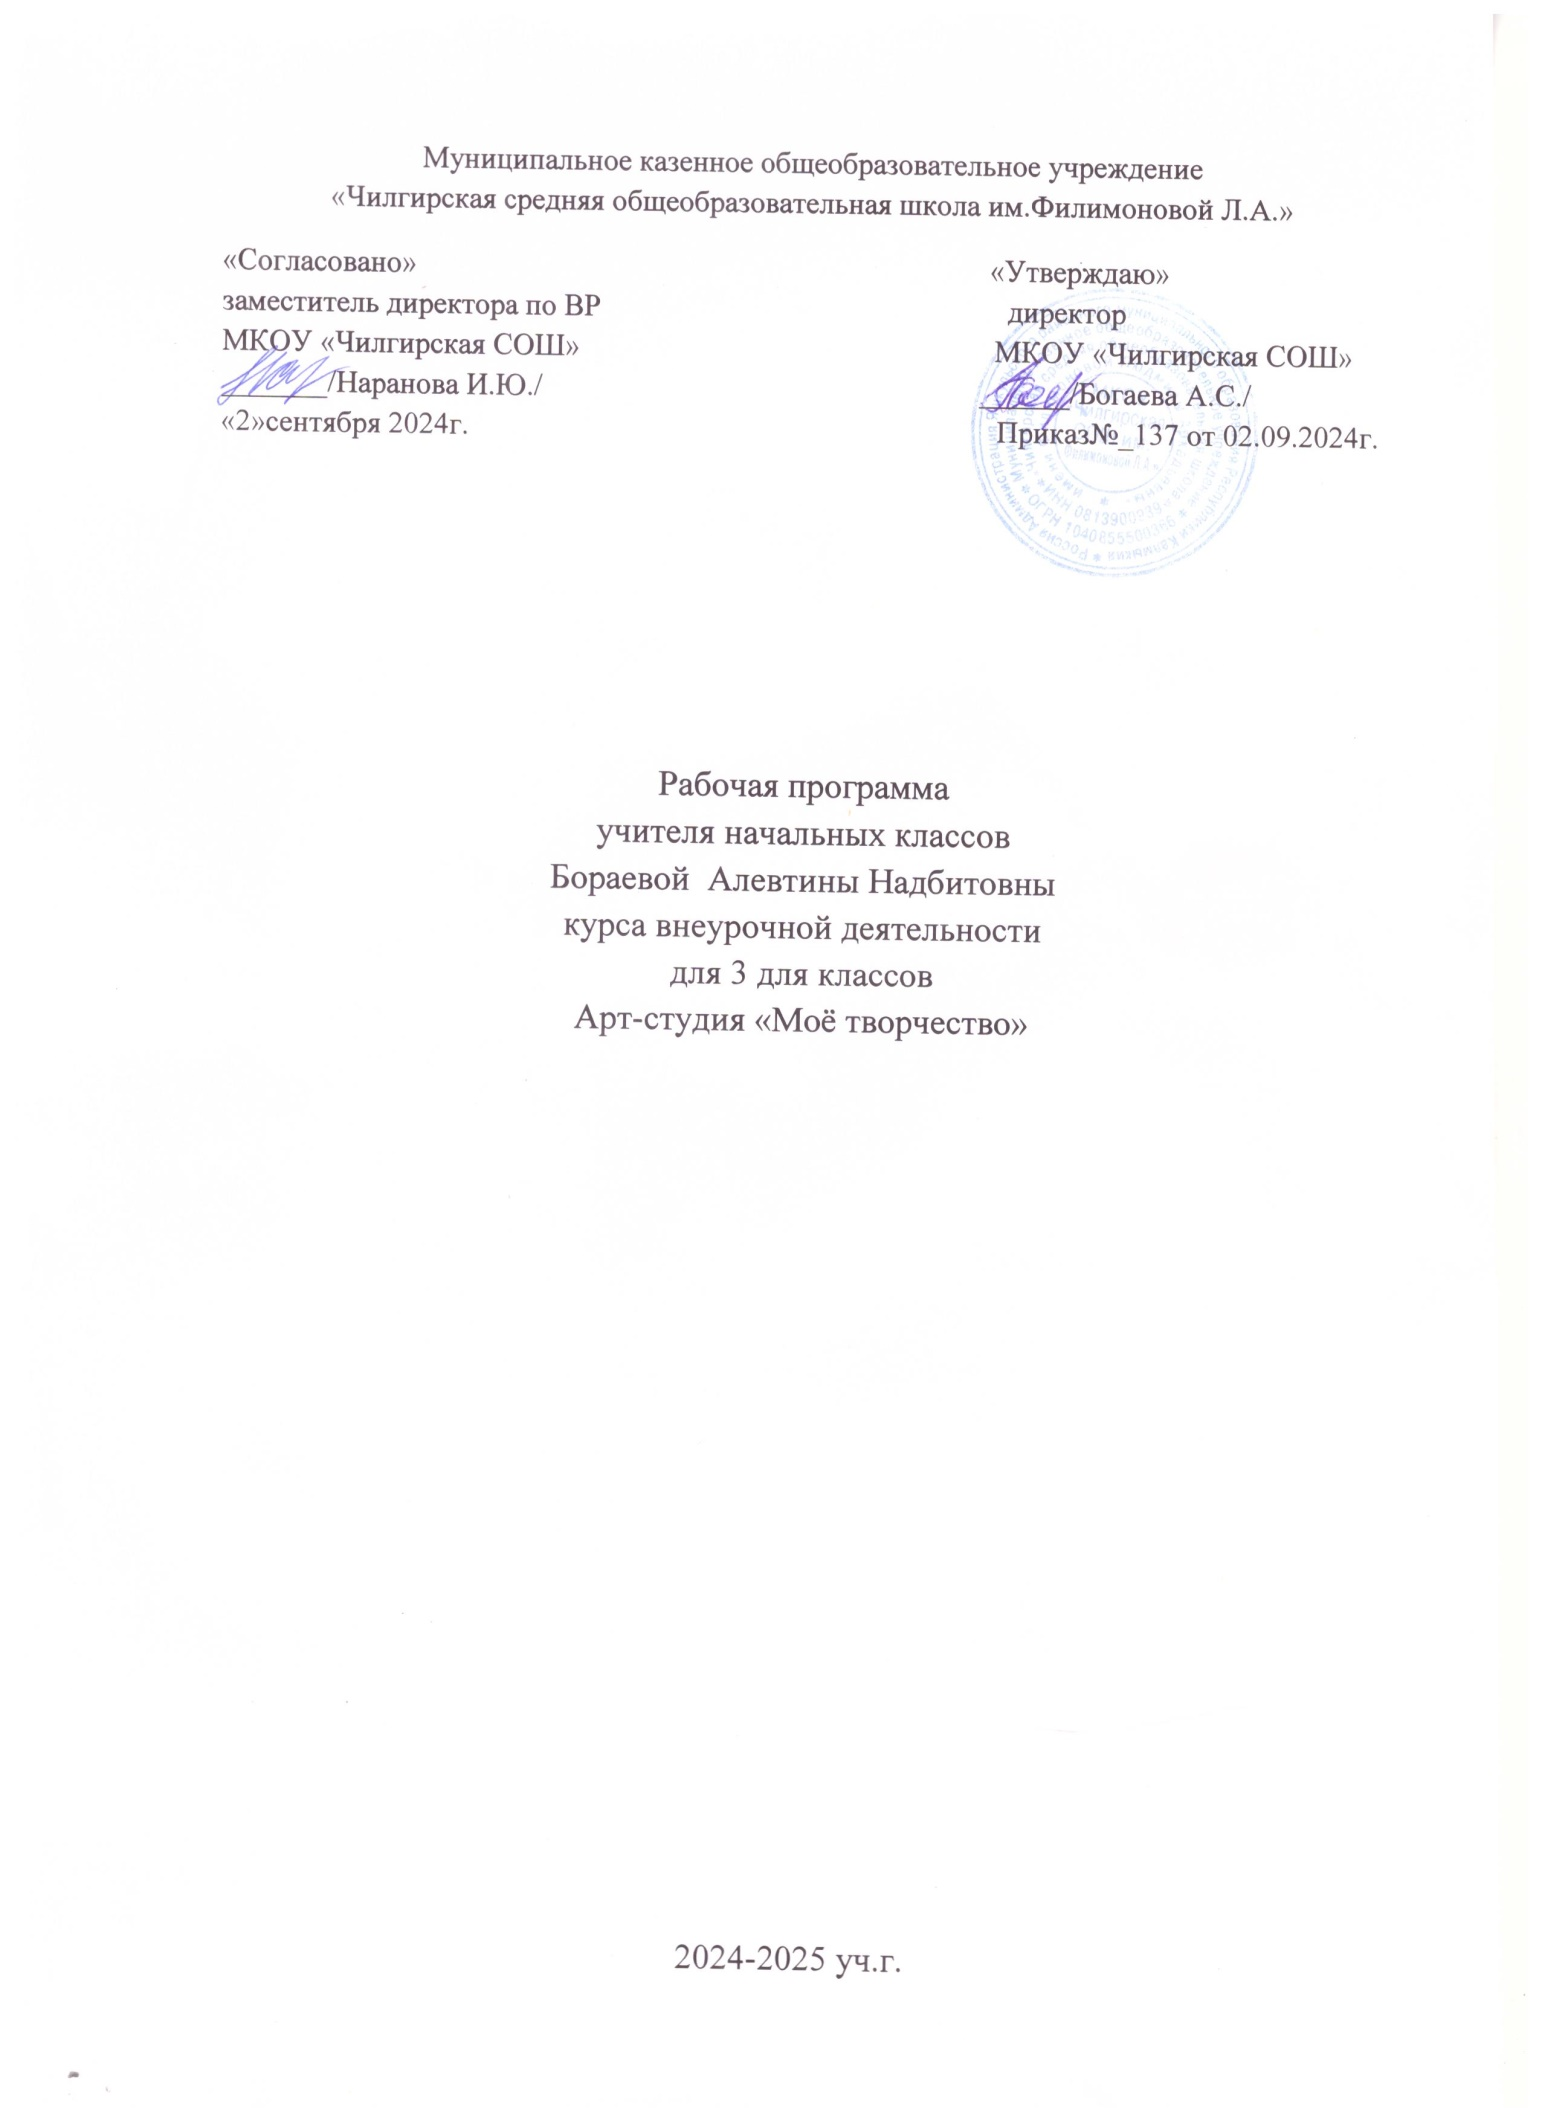 Муниципальное казенное общеобразовательное учреждение
«Чилгирская средняя общеобразовательная школа им.Филимоновой Л.А.»
«Согласовано»
заместитель директора по ВР
МКОУ «Чилгирская СОШ»
/Наранова И.Ю./
«2»сентября 2024г.
«Утверждаю»
директор
МКОУ «Чилгирская СОШ»
/Богаева А.С./
Приказ№_137 от 02.09.2024г.
Рабочая программа
учителя начальных классов
Бораевой Алевтины Надбитовны
курса внеурочной деятельности
для 3 для классов
Арт-студия «Моё творчество»
2024-2025 уч.г.